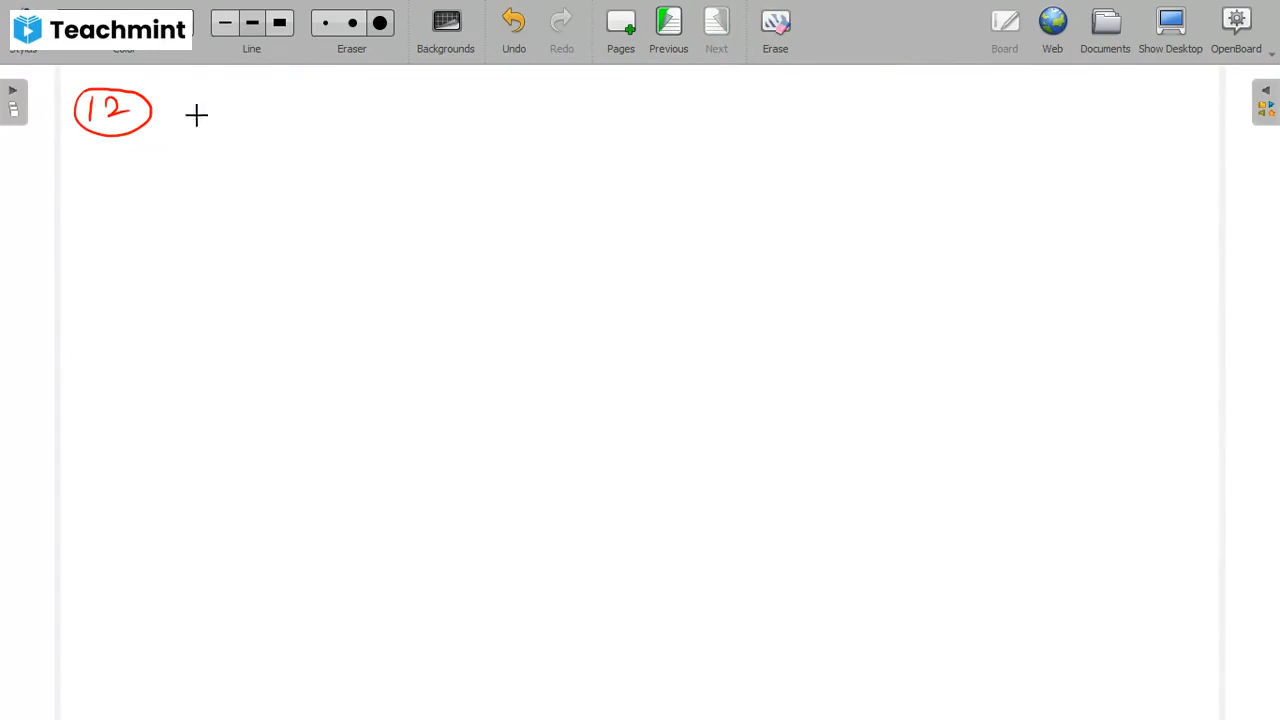 Teachmint
Line
Eraser
Backgrounds
Undo
Redo
Pages
Previous
Next
Erase
Board
Web
Documents
Show Desktop
OpenBoard
12